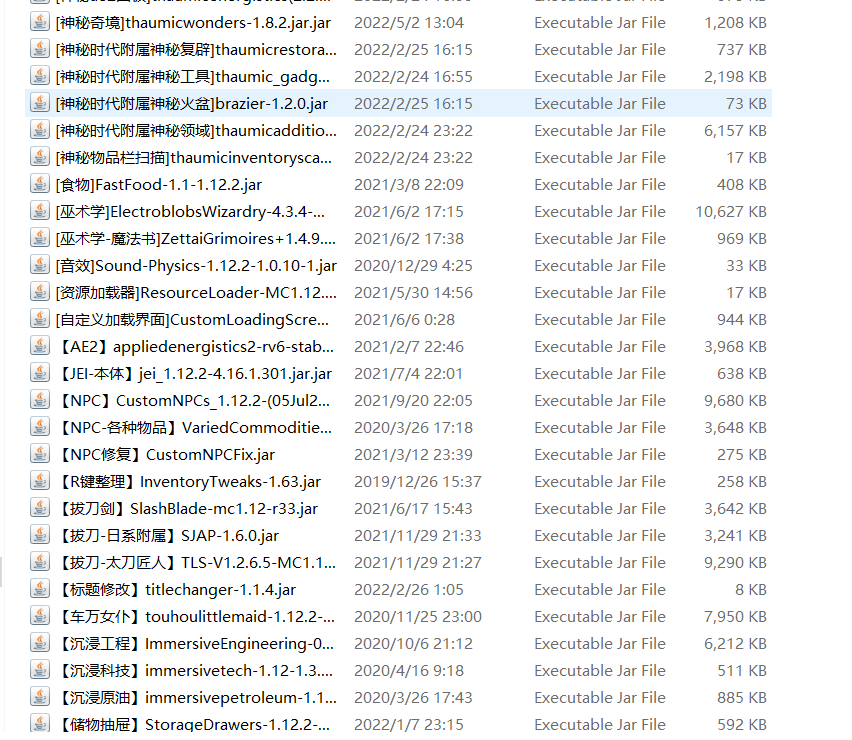 [神秘奇境]thaumicwonders-1.8.2.jar.jar 2022/5/2 13:04 Executable Jar File 1,208 KB
[神秘时代附属神秘复辟]thaumicrestora... 2022/2/25 16:15 Executable Jar File 737 KB
[神秘时代附属神秘工具]thaumic_gadg... 2022/2/24 16:55 Executable Jar File 2,198 KB
[神秘时代附属神秘火盆]brazier-1.2.0.jar 2022/2/25 16:15 Executable Jar File 73 KB
[神秘时代附属神秘领域]thaumicadditio... 2022/2/24 23:22 Executable Jar File 6,157 KB
[神秘物品栏扫描]thaumicinventorysca... 2022/2/24 23:22 Executable Jar File 17 KB
[食物]FastFood-1.1-1.12.2.jar 2021/3/8 22:09 Executable Jar File 408 KB
[巫术学]ElectroblobsWizardry-4.3.4-... 2021/6/2 17:15 Executable Jar File 10,627 KB
[巫术学-魔法书]ZettaiGrimoires+1.4.9.... 2021/6/2 17:38 Executable Jar File 969 KB
[音效]Sound-Physics-1.12.2-1.0.10-1.jar 2020/12/29 4:25 Executable Jar File 33 KB
[资源加载器]ResourceLoader-MC1.12.... 2021/5/30 14:56 Executable Jar File 17 KB
[自定义加载界面]CustomLoadingScre... 2021/6/6 0:28 Executable Jar File 944 KB
【AE2】appliedenergistics2-rv6-stab... 2021/2/7 22:46 Executable Jar File 3,968 KB
【JEI-本体】jei_1.12.2-4.16.1.301.jar.jar 2021/7/4 22:01 Executable Jar File 638 KB
【NPC】CustomNPCs_1.12.2-(05Jul2... 2021/9/20 22:05 Executable Jar File 9,680 KB
【NPC-各种物品】VariedCommoditie... 2020/3/26 17:18 Executable Jar File 3,648 KB
【NPC修复】CustomNPCFix.jar 2021/3/12 23:39 Executable Jar File 275 KB
【R键整理】InventoryTweaks-1.63.jar 2019/12/26 15:37 Executable Jar File 258 KB
【拔刀剑】SlashBlade-mc1.12-r33.jar 2021/6/17 15:43 Executable Jar File 3,642 KB
【拔刀-日系附属】SJAP-1.6.0.jar 2021/11/29 21:33 Executable Jar File 3,241 KB
【拔刀-太刀匠人】TLS-V1.2.6.5-MC1.1... 2021/11/29 21:27 Executable Jar File 9,290 KB
【标题修改】titlechanger-1.1.4.jar 2022/2/26 1:05 Executable Jar File 8 KB
【车万女仆】touhoulittlemaid-1.12.2-... 2020/11/25 23:00 Executable Jar File 7,950 KB
【沉浸工程】ImmersiveEngineering-0... 2020/10/6 21:12 Executable Jar File 6,212 KB
【沉浸科技】immersivetech-1.12-1.3.... 2020/4/16 9:18 Executable Jar File 511 KB
【沉浸原油】immersivepetroleum-1.1... 2020/3/26 17:43 Executable Jar File 885 KB
【储物抽屉】StorageDrawers-1.12.2-... 2022/1/7 23:15 Executable Jar File 592 KB